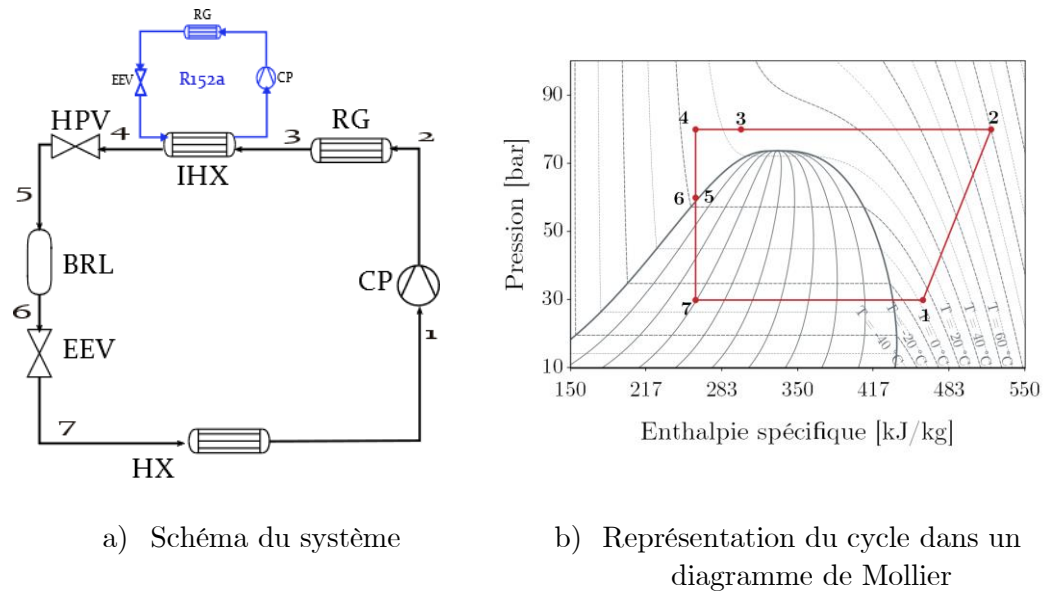 RG
EEV
R152a
CP
HPV
4
3
RG
2
IHX
5
BRL
CP
6
1
EEV
7
HX
Pression [bar]
90
70
50
30
10
4
3
2
6
5
7
1
T = -40 °C
T = -20 °C
T = 0 °C
T = 20 °C
T = 40 °C
T = 60 °C
150
217
283
350
417
483
550
Enthalpie spécifique [kJ/kg]
a) Schéma du système
b) Représentation du cycle dans un
diagramme de Mollier